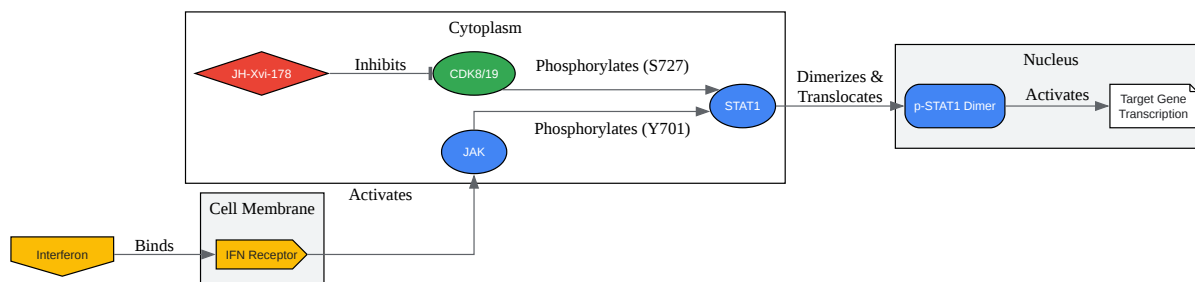 Cytoplasm
JH-Xvi-178
Inhibits
CDK8/19
Phosphorylates (S727)
STAT1
Phosphorylates (Y701)
JAK
Dimerizes &
Translocates
Nucleus
p-STAT1 Dimer
Activates
Target Gene
Transcription
Activates
Cell Membrane
Interferon
Binds
IFN Receptor